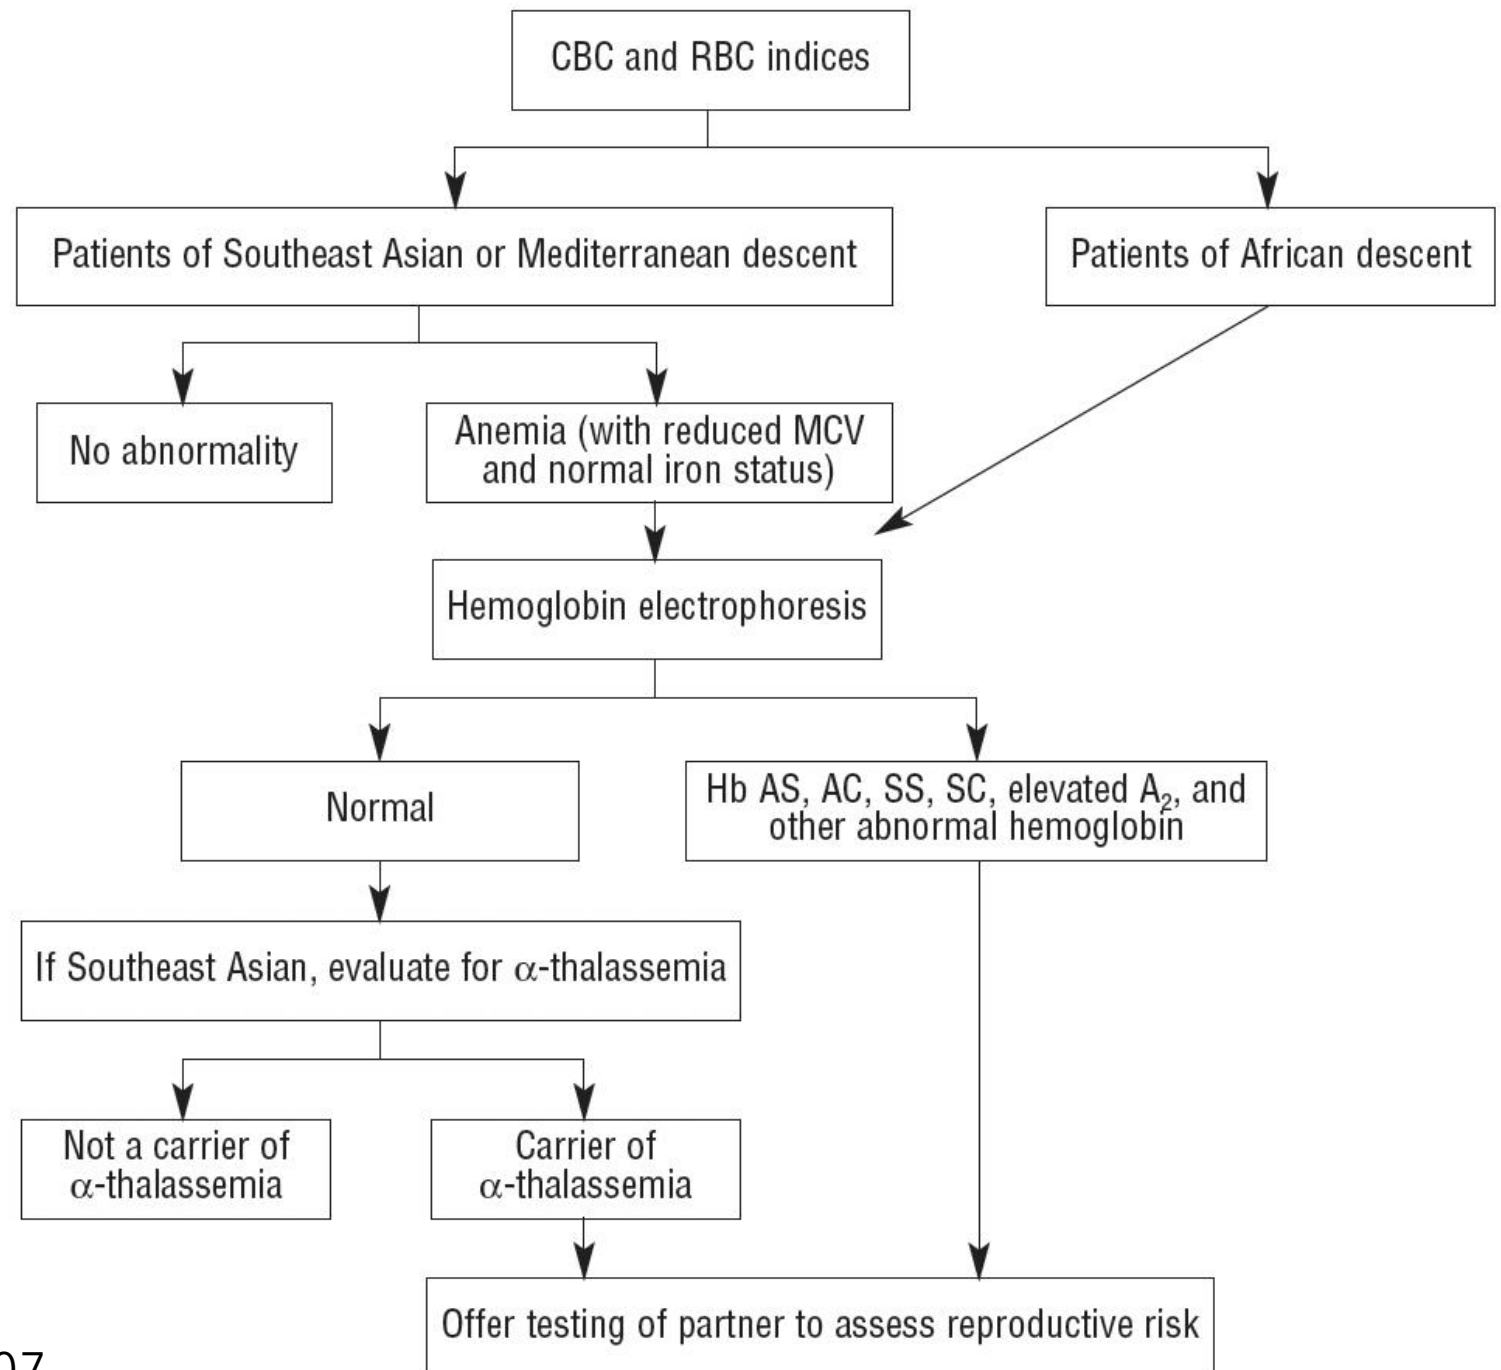 CBC and RBC indices
Patients of Southeast Asian or Mediterranean descent
Patients of African descent
No abnormality
Anemia (with reduced MCV
and normal iron status)
Hemoglobin electrophoresis
Normal
Hb AS, AC, SS, SC, elevated A₂, and
other abnormal hemoglobin
If Southeast Asian, evaluate for α-thalassemia
Not a carrier of
α-thalassemia
Carrier of
α-thalassemia
Offer testing of partner to assess reproductive risk